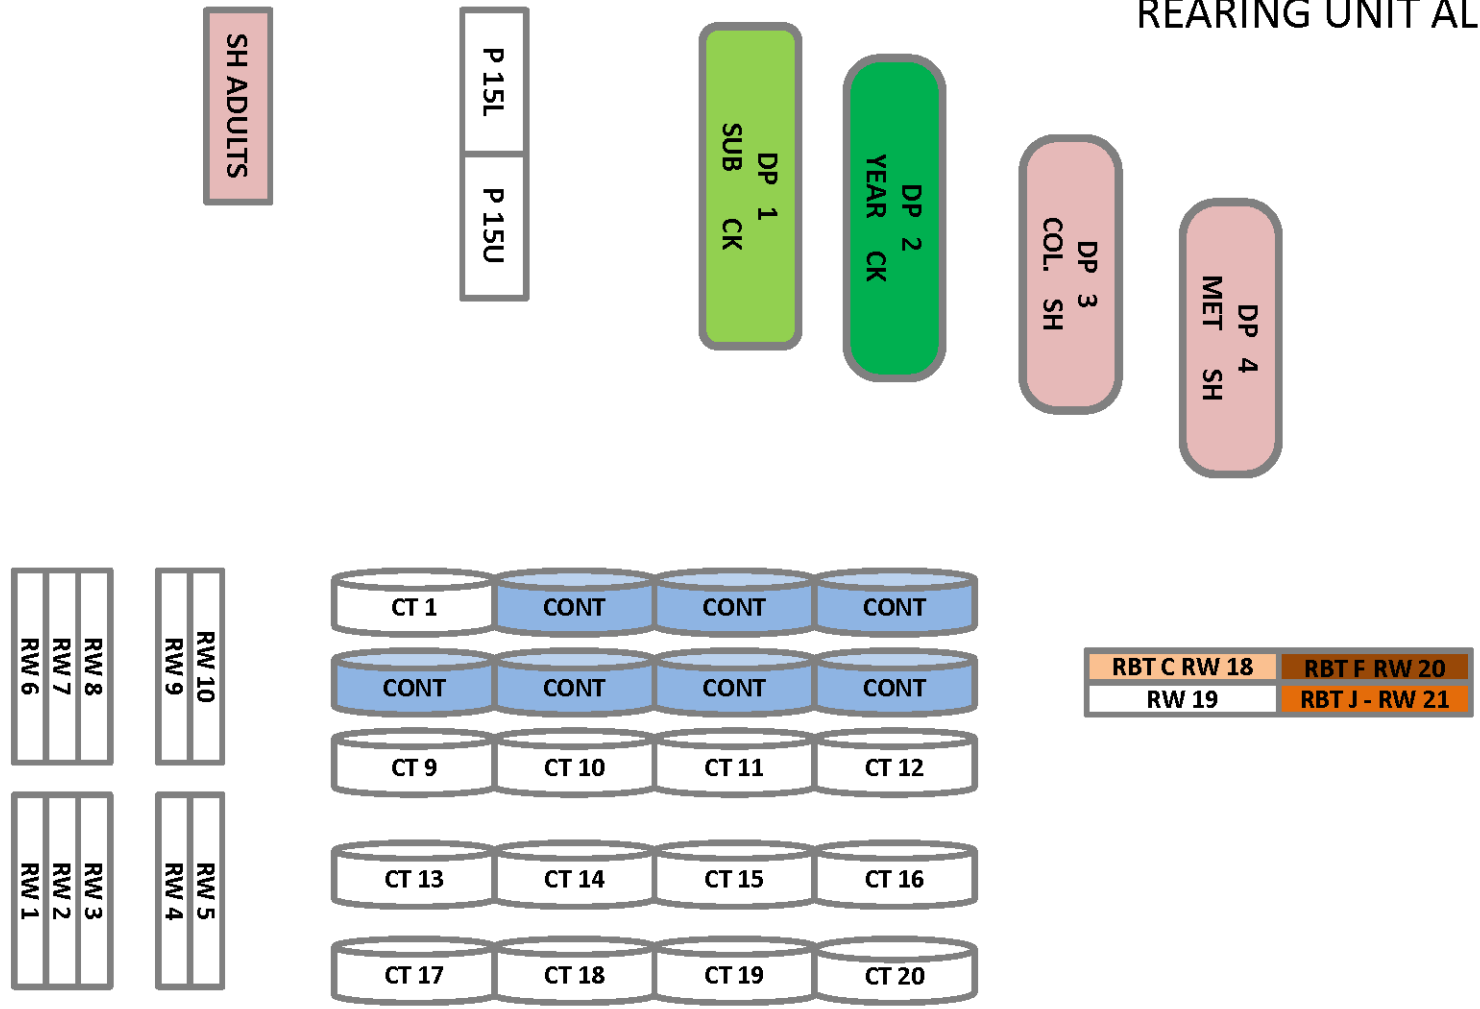 REARING UNIT AL
SH ADULTS
P 15L
P 15U
DP 1
SUB CK
DP 2
YEAR CK
DP 3
COL. SH
DP 4
MET SH
RW 6
RW 7
RW 8
RW 9
RW 10
CT 1
CONT
CONT
CONT
CONT
CONT
CONT
CONT
CT 9
CT 10
CT 11
CT 12
RBT C RW 18
RBT F RW 20
RW 19
RBT J - RW 21
RW 1
RW 2
RW 3
RW 4
RW 5
CT 13
CT 14
CT 15
CT 16
CT 17
CT 18
CT 19
CT 20